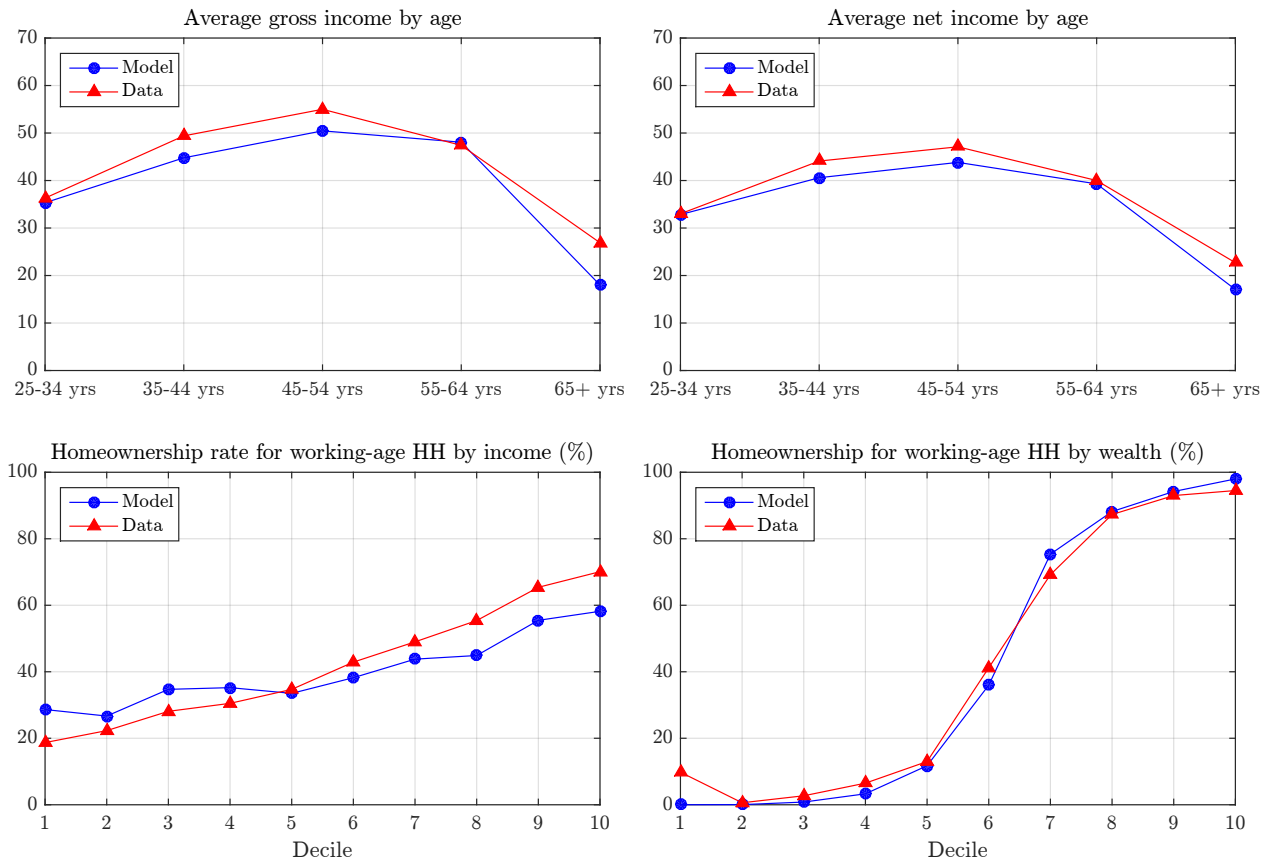 Average gross income by age
70
60
50
40
30
20
10
0
Model
Data
25-34 yrs 35-44 yrs 45-54 yrs 55-64 yrs 65+ yrs
Average net income by age
70
60
50
40
30
20
10
0
Model
Data
25-34 yrs 35-44 yrs 45-54 yrs 55-64 yrs 65+ yrs
Homeownership rate for working-age HH by income (%)
100
80
60
40
20
0
Model
Data
1 2 3 4 5 6 7 8 9 10
Decile
Homeownership for working-age HH by wealth (%)
100
80
60
40
20
0
Model
Data
1 2 3 4 5 6 7 8 9 10
Decile